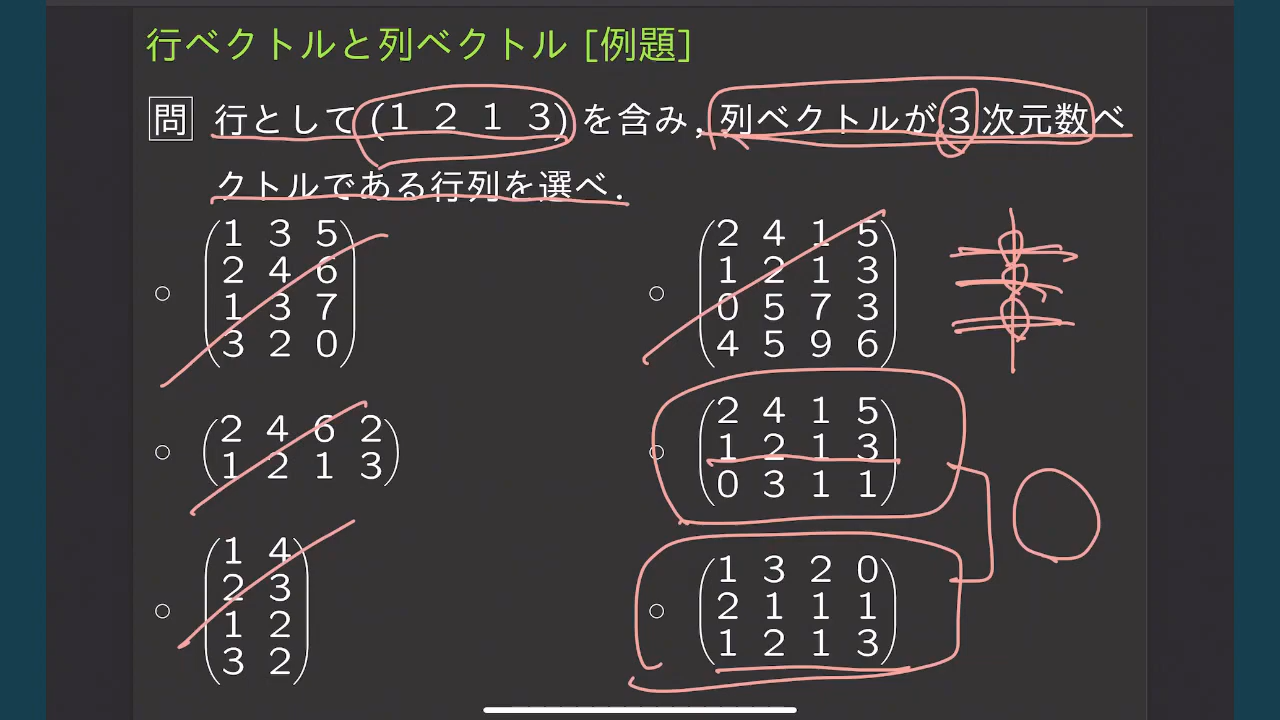 行ベクトルと列ベクトル [例題]
問 行として (1 2 1 3) を含み, 列ベクトルが 3 次元数ベ
クトルである行列を選べ.
1 3 5
2 4 6
1 3 7
3 2 0
2 4 6 2
1 2 1 3
1 4
2 3
1 2
3 2
2 4 1 5
1 2 1 3
0 5 7 3
4 5 9 6
2 4 1 5
1 2 1 3
0 3 1 1
1 3 2 0
2 1 1 1
1 2 1 3